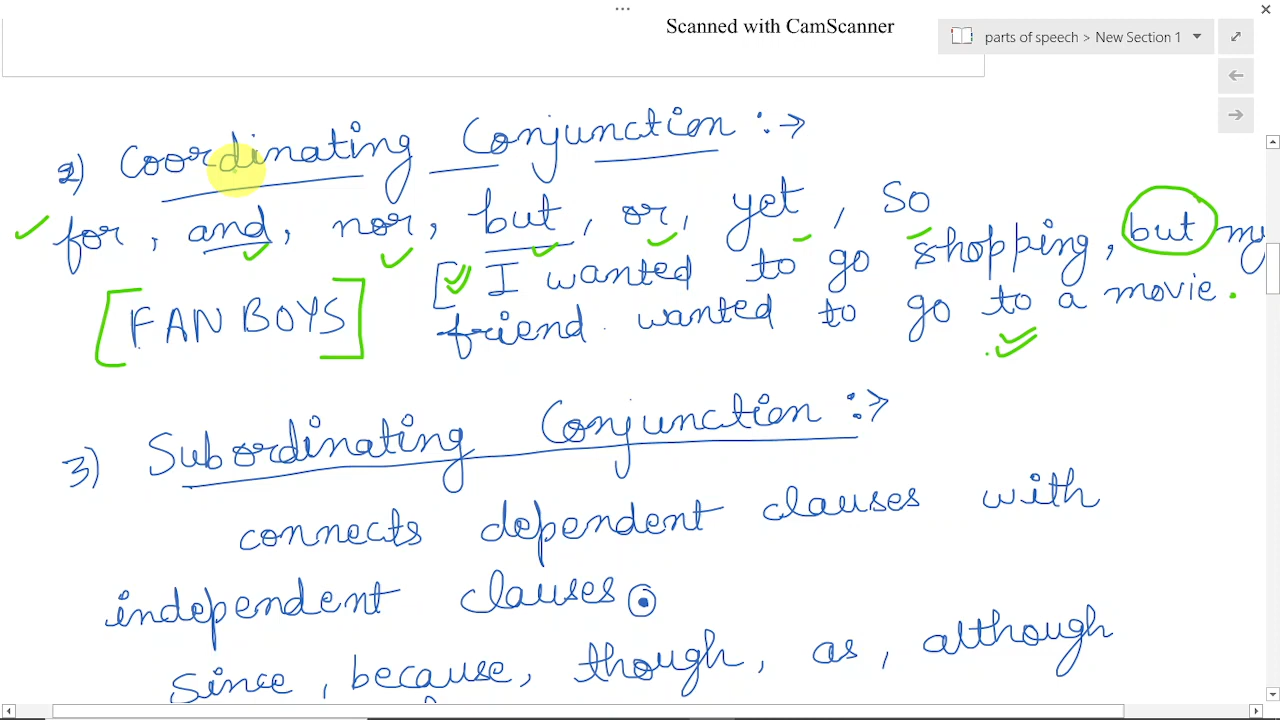 Scanned with CamScanner
parts of speech > New Section 1
2) Coordinating Conjunction :→
for, and, nor, but, or, yet, So
[FANBOYS]
[ I wanted to go shopping, but my
friend wanted to go to a movie.
3) Subordinating Conjunction :→
connects dependent clauses with
independent clauses.
Since, because, though, as, although